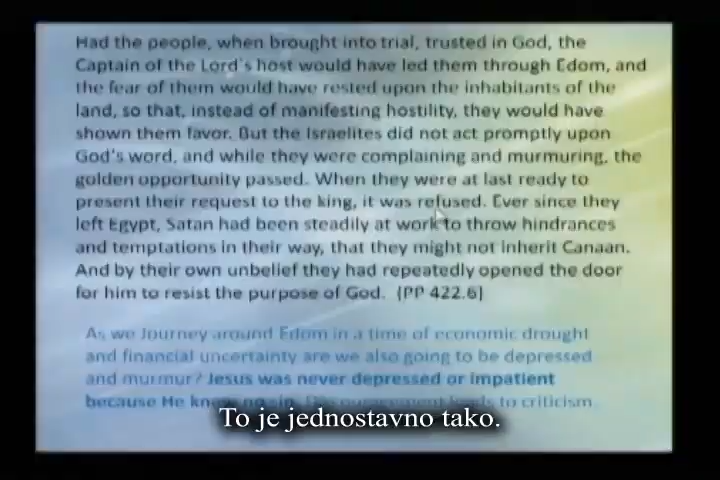 Had the people, when brought into trial, trusted in God, the
Captain of the Lord's host would have led them through Edom, and
the fear of them would have rested upon the inhabitants of the
land, so that, instead of manifesting hostility, they would have
shown them favor. But the Israelites did not act promptly upon
God's word, and while they were complaining and murmuring, the
golden opportunity passed. When they were at last ready to
present their request to the king, it was refused. Ever since they
left Egypt, Satan had been steadily at work to throw hindrances
and temptations in their way, that they might not inherit Canaan.
And by their own unbelief they had repeatedly opened the door
for him to resist the purpose of God. {PP 422.6}
As we Journey around Edom in a time of economic drought
and financial uncertainty are we also going to be depressed
and murmur? Jesus was never depressed or impatient
because He knew no sin. leads to criticism.
To je jednostavno tako.